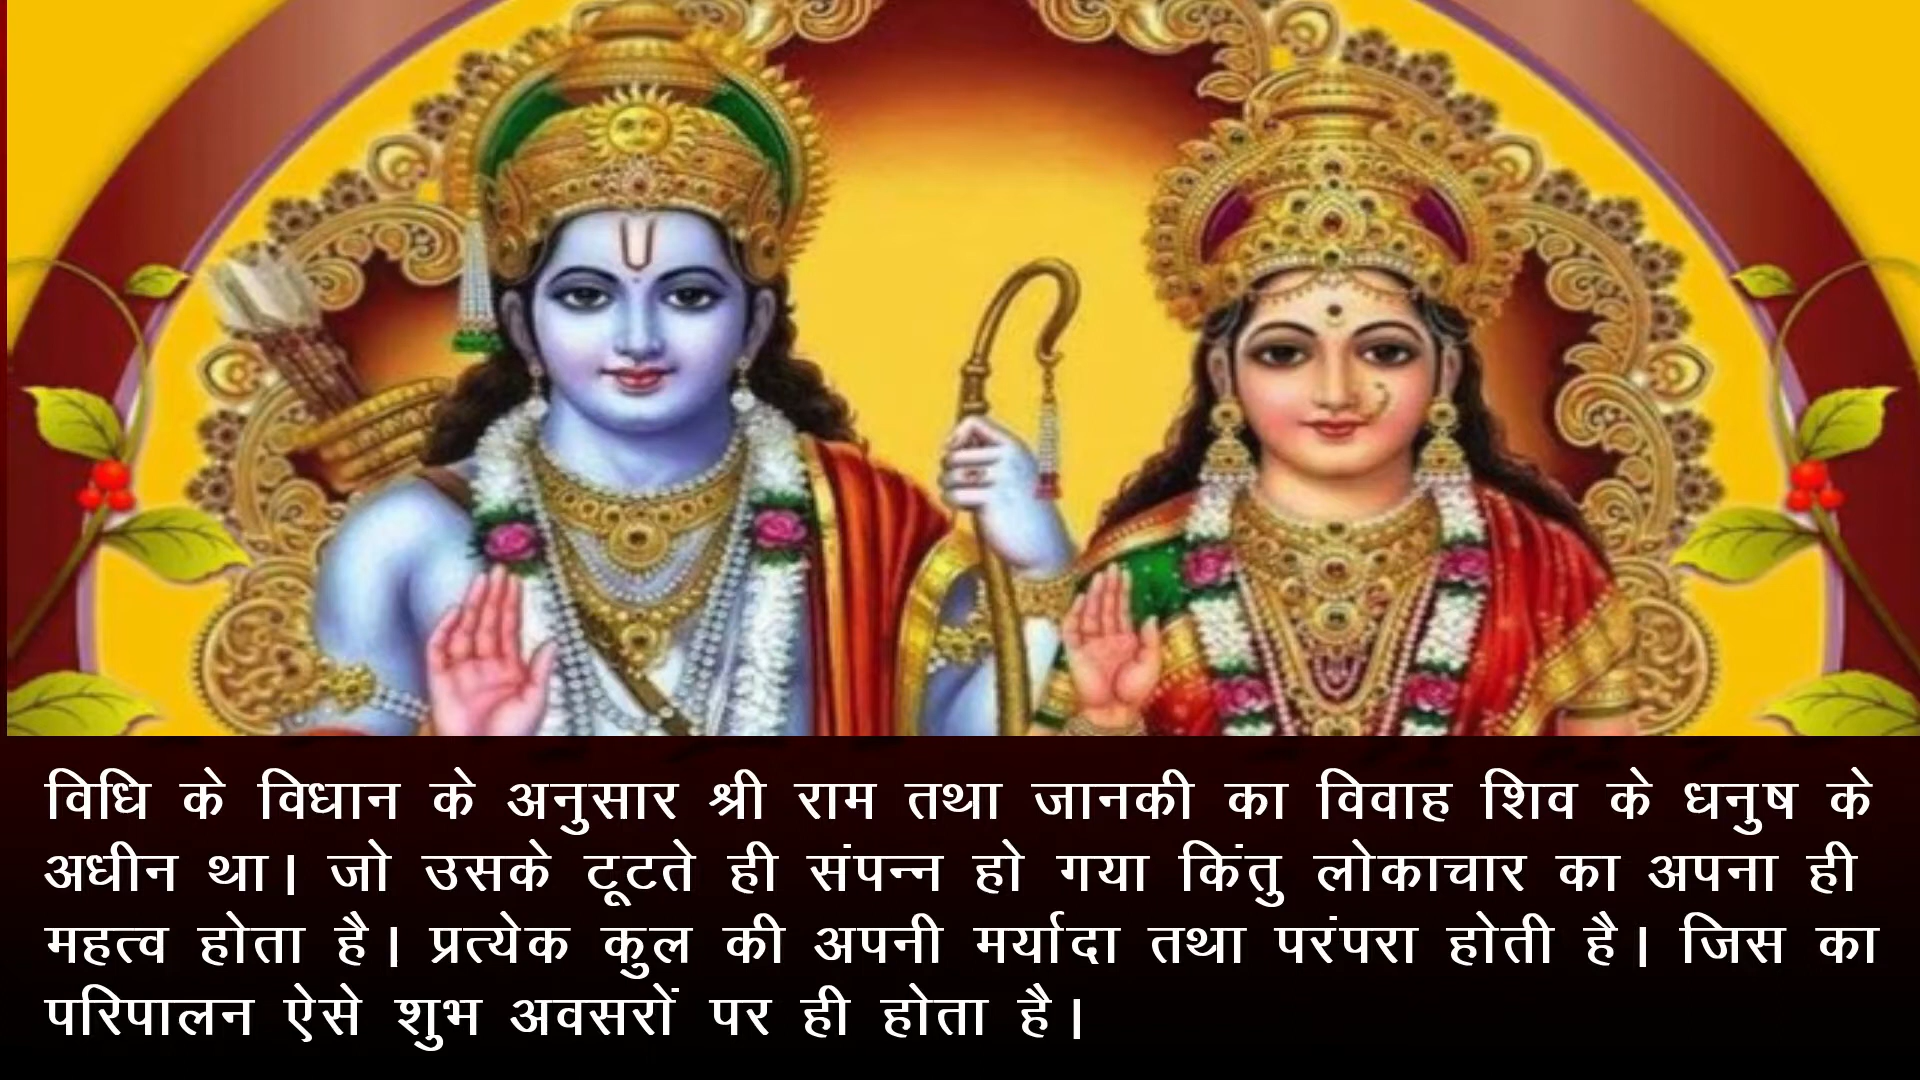 विधि के विधान के अनुसार श्री राम तथा जानकी का विवाह शिव के धनुष के
अधीन था। जो उसके टूटते ही संपन्न हो गया किंतु लोकाचार का अपना ही
महत्व होता है। प्रत्येक कुल की अपनी मर्यादा तथा परंपरा होती है। जिस का
परिपालन ऐसे शुभ अवसरों पर ही होता है।